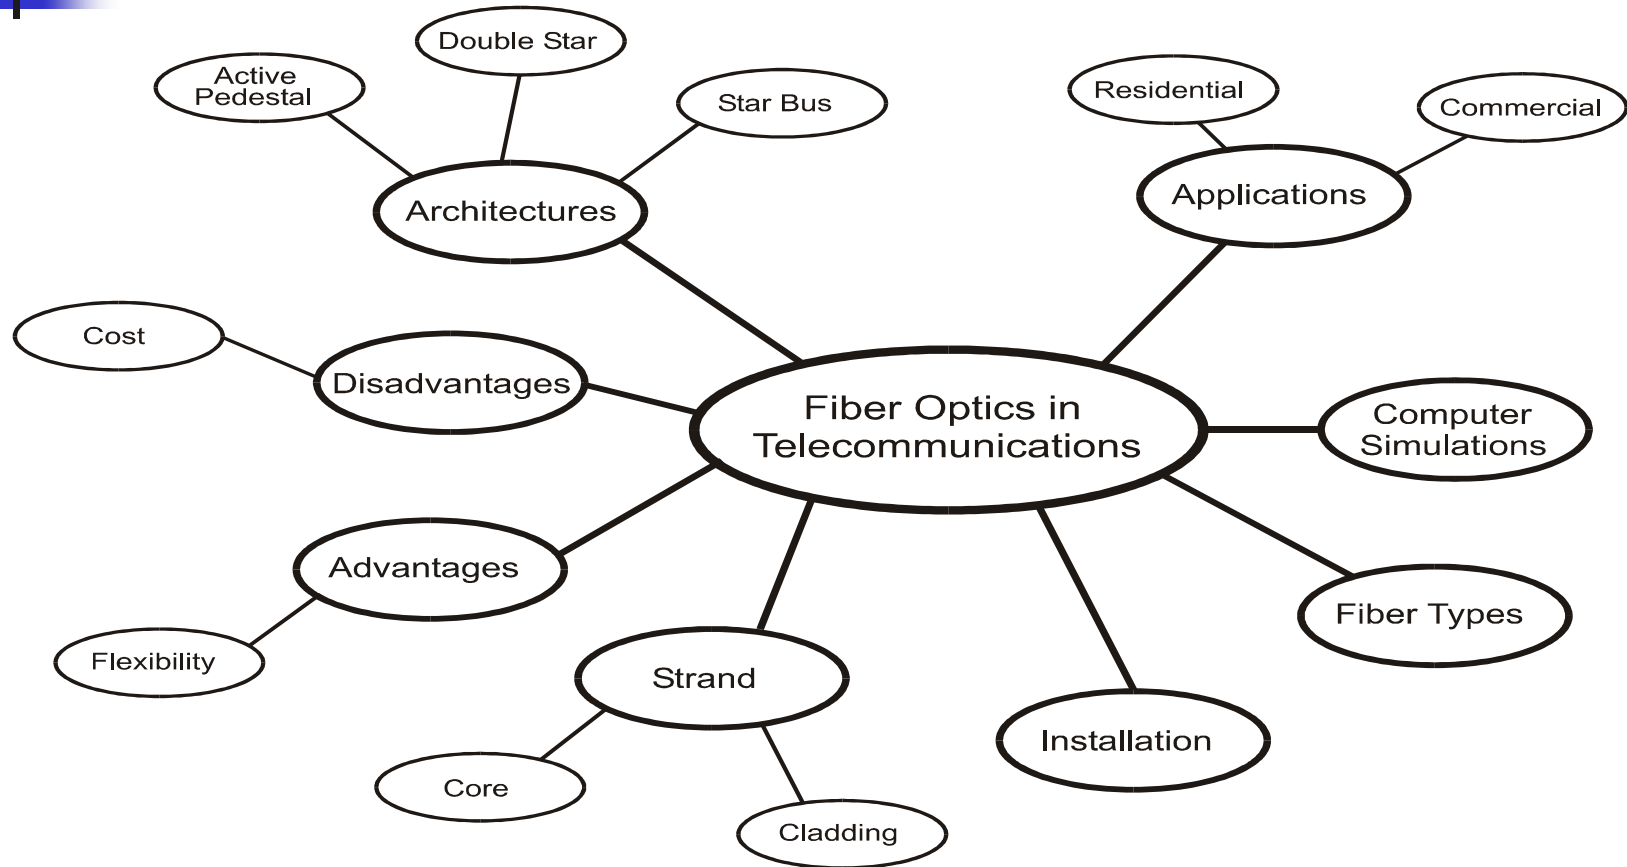 Double Star
Active
Pedestal
Star Bus
Residential
Commercial
Architectures
Applications
Cost
Disadvantages
Fiber Optics in
Telecommunications
Computer
Simulations
Advantages
Fiber Types
Flexibility
Strand
Installation
Core
Cladding